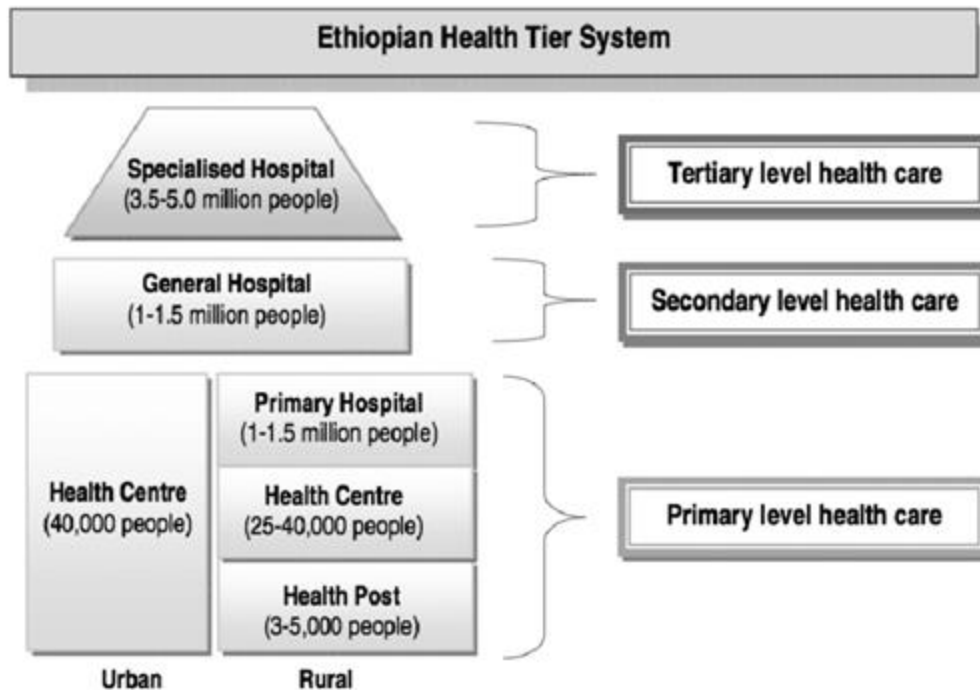 Ethiopian Health Tier System
Specialised Hospital
(3.5-5.0 million people)
Tertiary level health care
General Hospital
(1-1.5 million people)
Secondary level health care
Health Centre
(40,000 people)
Primary Hospital
(1-1.5 million people)
Health Centre
(25-40,000 people)
Health Post
(3-5,000 people)
Primary level health care
Urban
Rural